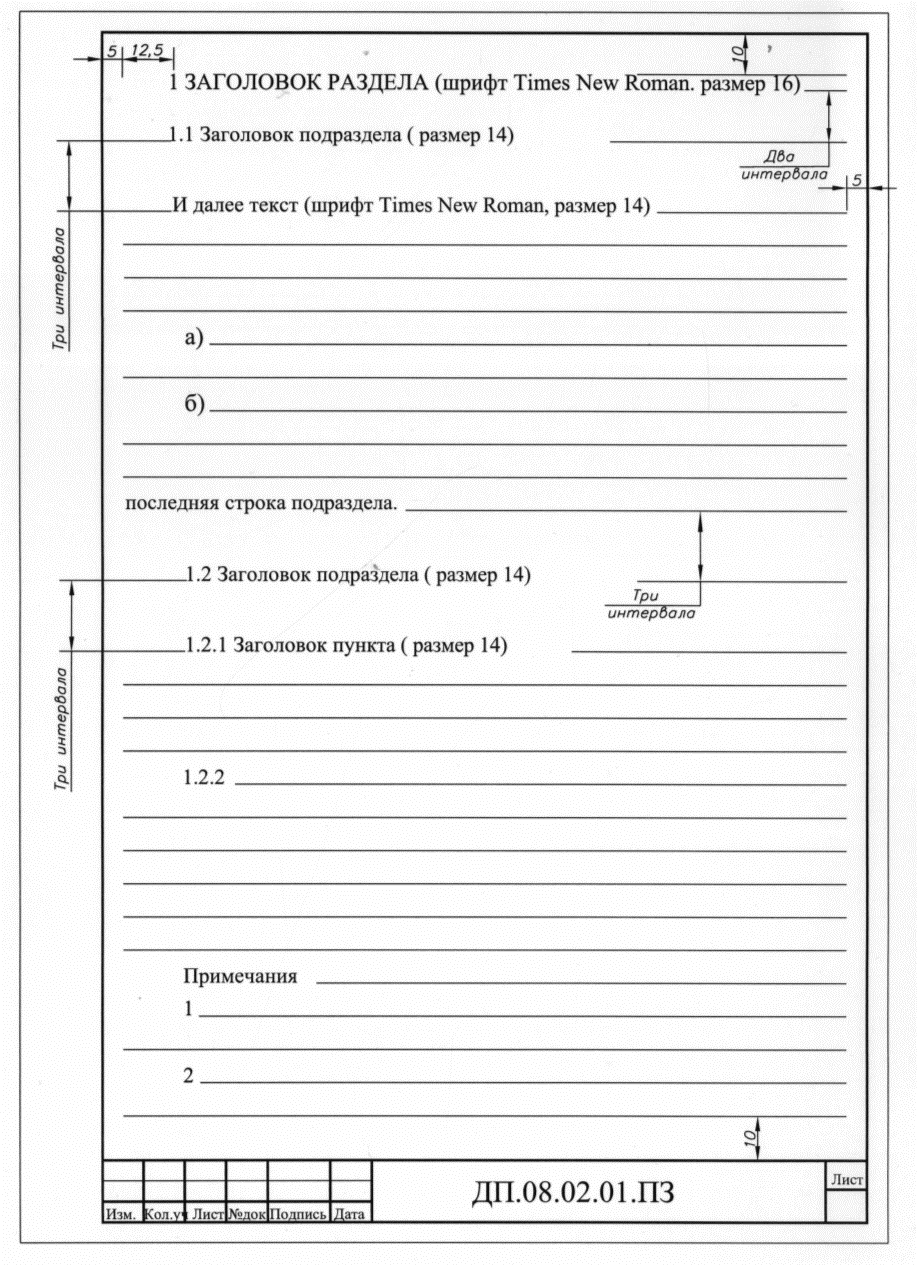 5 12,5
10
1 ЗАГОЛОВОК РАЗДЕЛА (шрифт Times New Roman. размер 16)
1.1 Заголовок подраздела ( размер 14)
Два
интервала
5
И далее текст (шрифт Times New Roman, размер 14)
Три интервала
а)
б)
последняя строка подраздела.
1.2 Заголовок подраздела ( размер 14)
Три
интервала
1.2.1 Заголовок пункта ( размер 14)
Три интервала
1.2.2
Примечания
1
2
10
ДП.08.02.01.ПЗ
Лист
Изм. Кол.уч Лист №док Подпись Дата